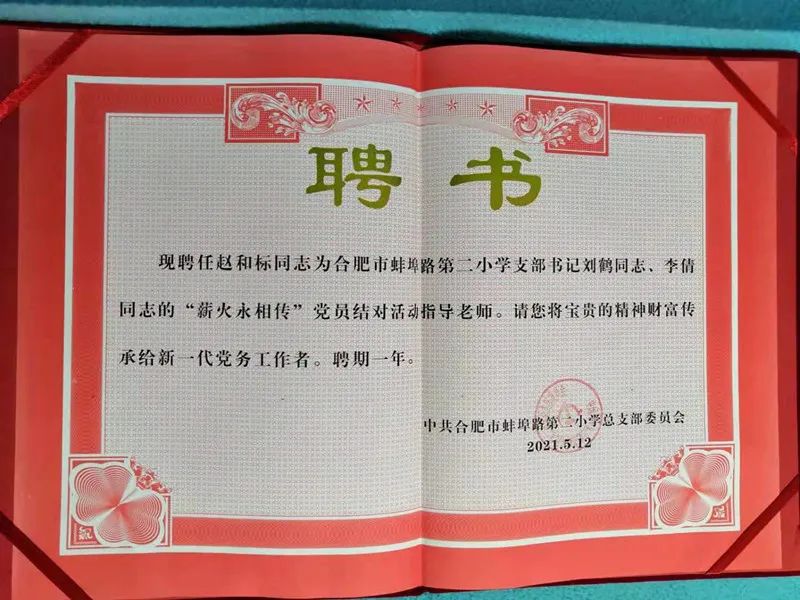 聘书
现聘任赵和标同志为合肥市蚌埠路第二小学支部书记刘鹤同志、李倩
同志的“薪火永相传”党员结对活动指导老师。请您将宝贵的精神财富传
承给新一代党务工作者。聘期一年。
中共合肥市蚌埠路第二小学总支部委员会
2021.5.12